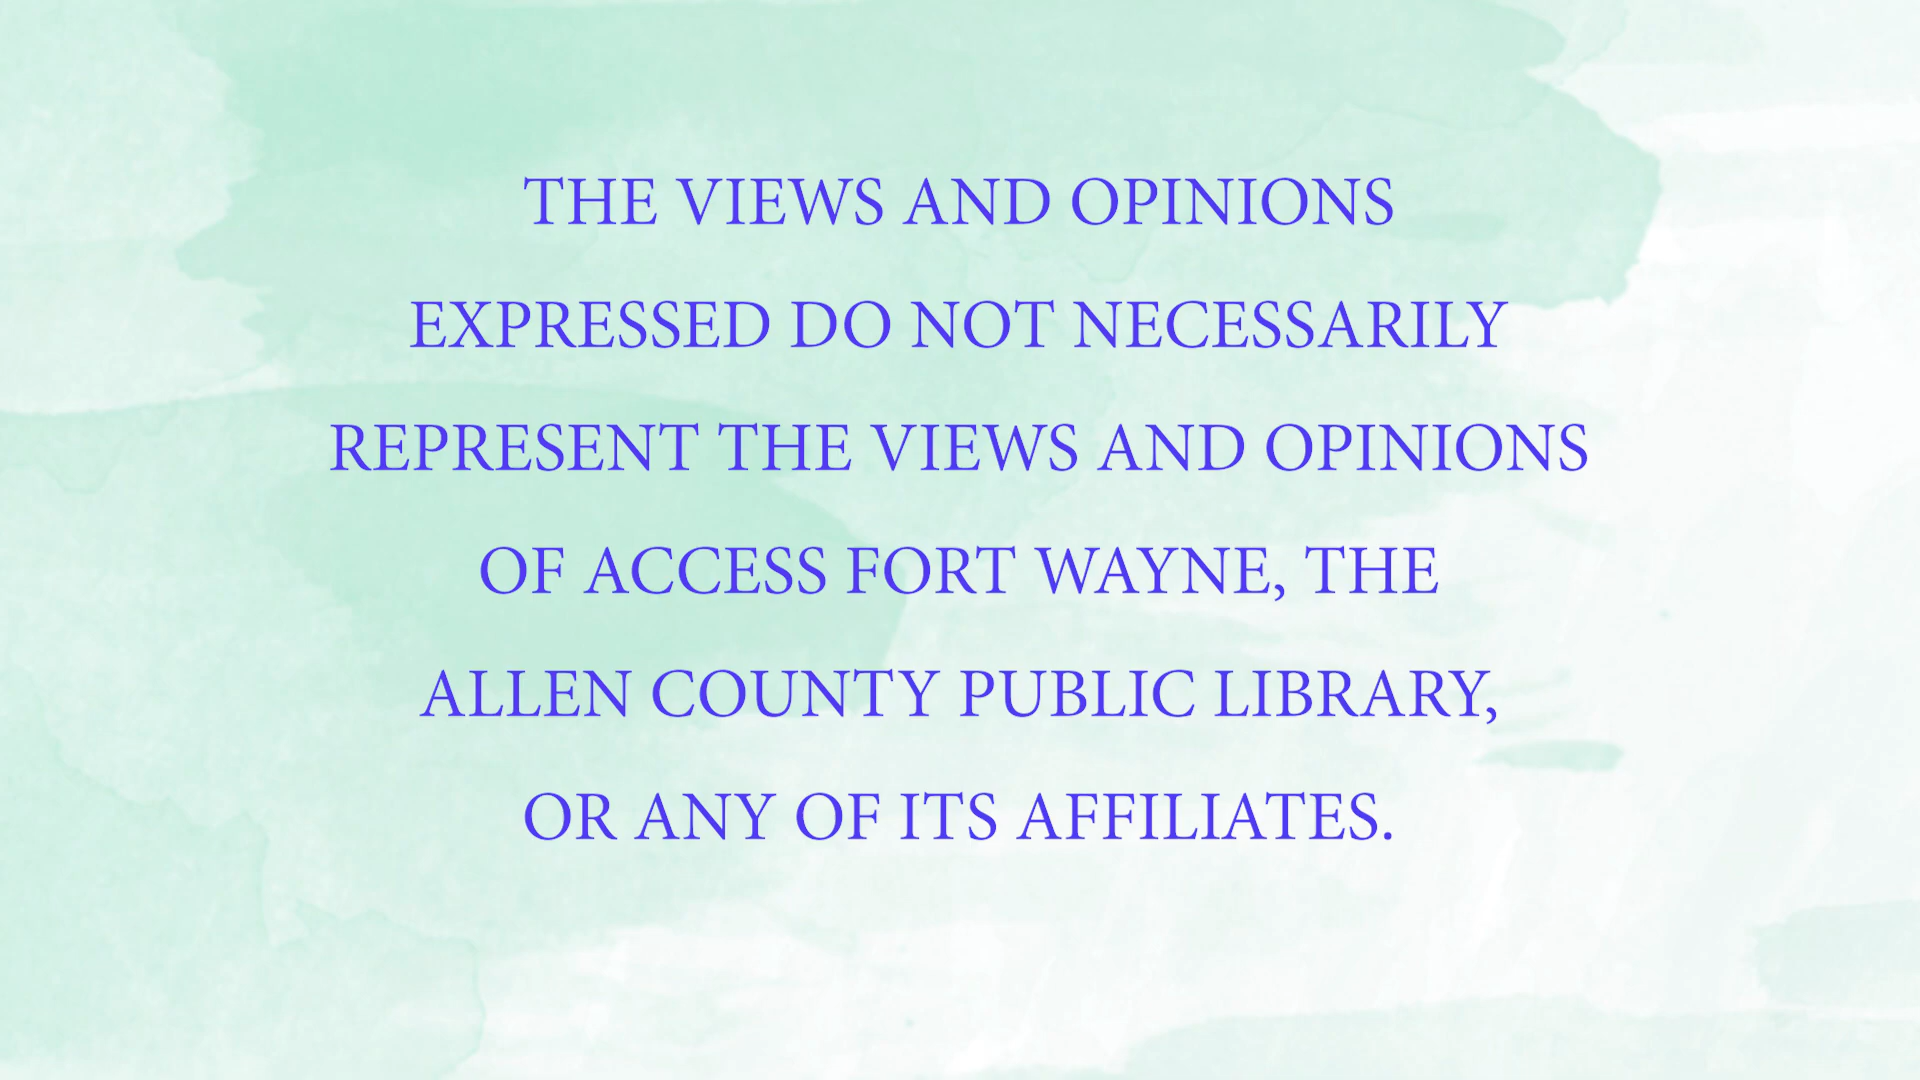 THE VIEWS AND OPINIONS
EXPRESSED DO NOT NECESSARILY
REPRESENT THE VIEWS AND OPINIONS
OF ACCESS FORT WAYNE, THE
ALLEN COUNTY PUBLIC LIBRARY,
OR ANY OF ITS AFFILIATES.